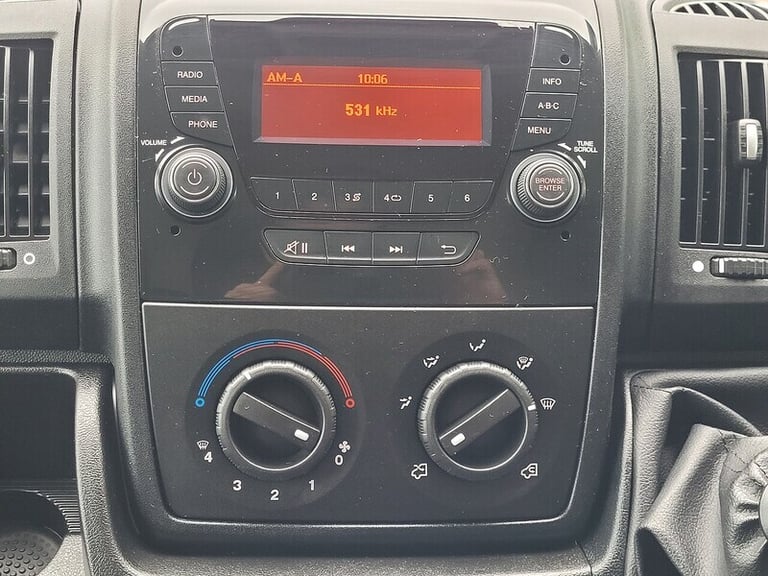 RADIO
MEDIA
PHONE
VOLUME
AM-A 10:06
531 kHz
INFO
A·B·C
MENU
TUNE
SCROLL
BROWSE
ENTER
1 2 3 4 5 6
4 3 2 1 0